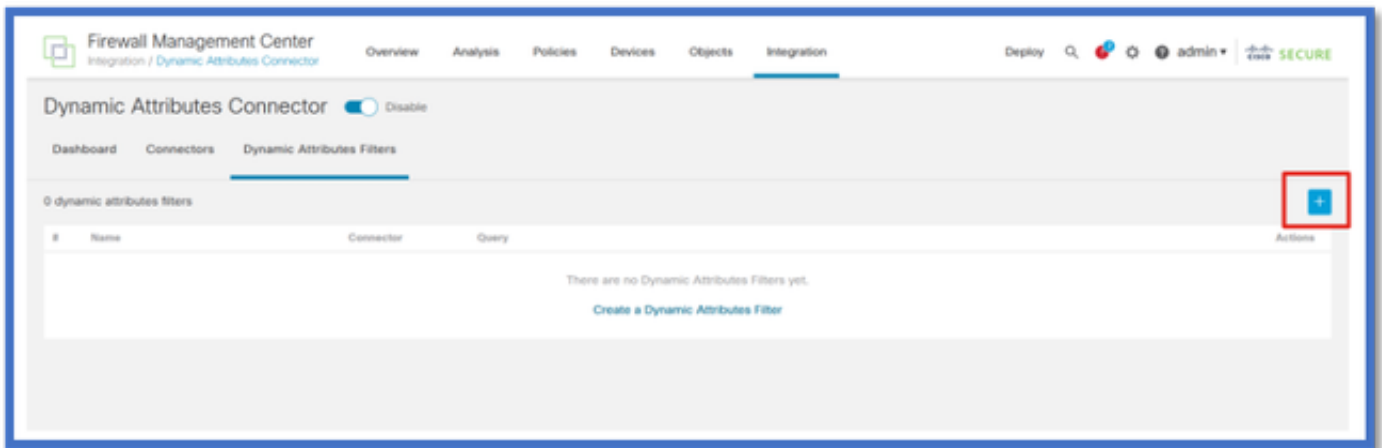 Firewall Management Center
Integration / Dynamic Attributes Connector
Overview Analysis Policies Devices Objects Integration
Deploy admin
CISCO SECURE
Dynamic Attributes Connector Disable
Dashboard Connectors Dynamic Attributes Filters
0 dynamic attributes filters
# Name Connector Query Actions
There are no Dynamic Attributes Filters yet.
Create a Dynamic Attributes Filter